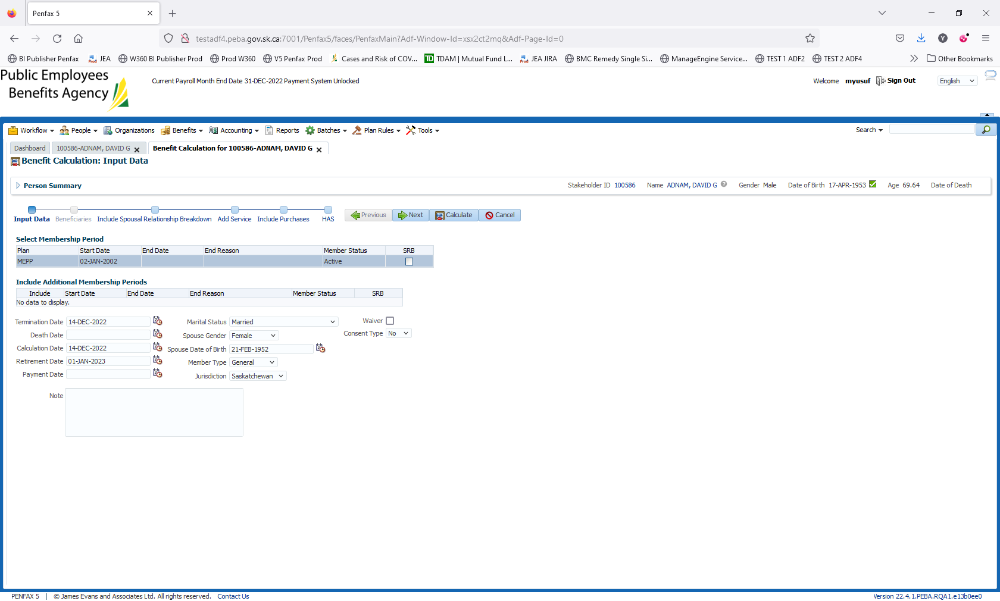 Penfax 5
testadf4.peba.gov.sk.ca:7001/Penfax5/faces/PenfaxMain?Adf-Window-Id=xsx2ct2mq&Adf-Page-Id=0
BI Publisher Penfax JEA W360 BI Publisher Prod Prod W360 V5 Penfax Prod Cases and Risk of COV... TDAM | Mutual Fund L... JEA JIRA BMC Remedy Single Si... ManageEngine Service... TEST 1 ADF2 TEST 2 ADF4 Other Bookmarks
Public Employees
Benefits Agency
Current Payroll Month End Date 31-DEC-2022 Payment System Unlocked
Welcome myusuf Sign Out English
Workflow People Organizations Benefits Accounting Reports Batches Plan Rules Tools Search
Dashboard 100586-ADNAM, DAVID G Benefit Calculation for 100586-ADNAM, DAVID G
Benefit Calculation: Input Data
Person Summary Stakeholder ID 100586 Name ADNAM, DAVID G Gender Male Date of Birth 17-APR-1953 Age 69.64 Date of Death
Input Data Beneficiaries Include Spousal Relationship Breakdown Add Service Include Purchases HAS
Previous Next Calculate Cancel
Select Membership Period
Plan Start Date End Date End Reason Member Status SRB
MEPP 02-JAN-2002 Active
Include Additional Membership Periods
Include Start Date End Date End Reason Member Status SRB
No data to display.
Termination Date 14-DEC-2022 Marital Status Married Waiver
Death Date Spouse Gender Female Consent Type No
Calculation Date 14-DEC-2022 Spouse Date of Birth 21-FEB-1952
Retirement Date 01-JAN-2023 Member Type General
Payment Date Jurisdiction Saskatchewan
Note
PENFAX 5 | © James Evans and Associates Ltd. All rights reserved. Contact Us Version 22.4.1.PEBA.RQA1.e13b0ee0